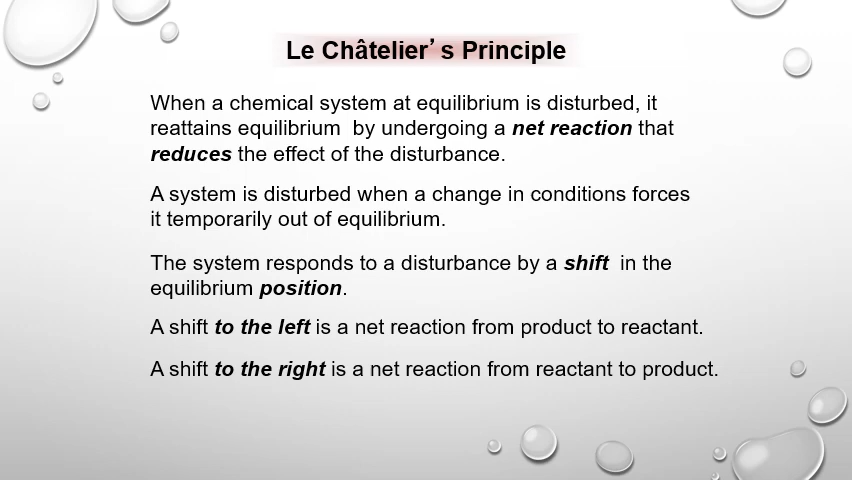 Le Châtelier’s Principle
When a chemical system at equilibrium is disturbed, it
reattains equilibrium by undergoing a net reaction that
reduces the effect of the disturbance.
A system is disturbed when a change in conditions forces
it temporarily out of equilibrium.
The system responds to a disturbance by a shift in the
equilibrium position.
A shift to the left is a net reaction from product to reactant.
A shift to the right is a net reaction from reactant to product.